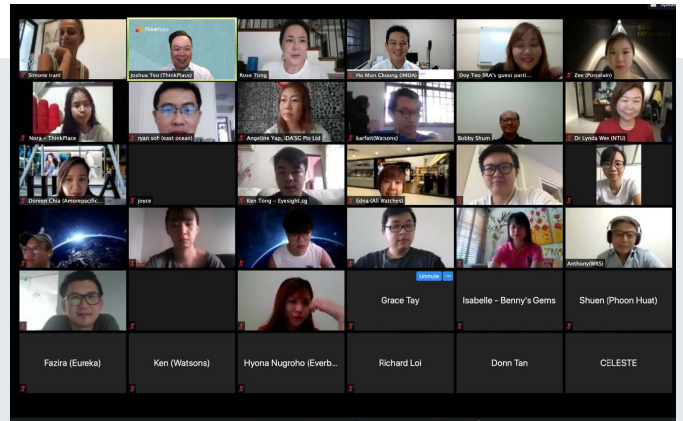 ThinkPlace
Simone Irani
Joshua Teo (ThinkPlace)
Rose Tong
Ho Mun Choong (IMDA)
Ouy Teo SRA's guest parti...
Zee (Porcelain)
Nora - ThinkPlace
ryan soh (east ocean)
Angeline Yap, IDA'SG Pte Ltd
karfatt(Watsons)
Bobby Shum
Dr Lynda Wee (NTU)
Doreen Chia (Amorepacific...
joyce
Ken Tong - Eyesight.sg
Edna (All Watches)
Anthony(WRS)
Unmute
Grace Tay
Isabelle - Benny's Gems
Shuen (Phoon Huat)
Fazira (Eureka)
Ken (Watsons)
Hyona Nugroho (Everb...
Richard Loi
Donn Tan
CELESTE